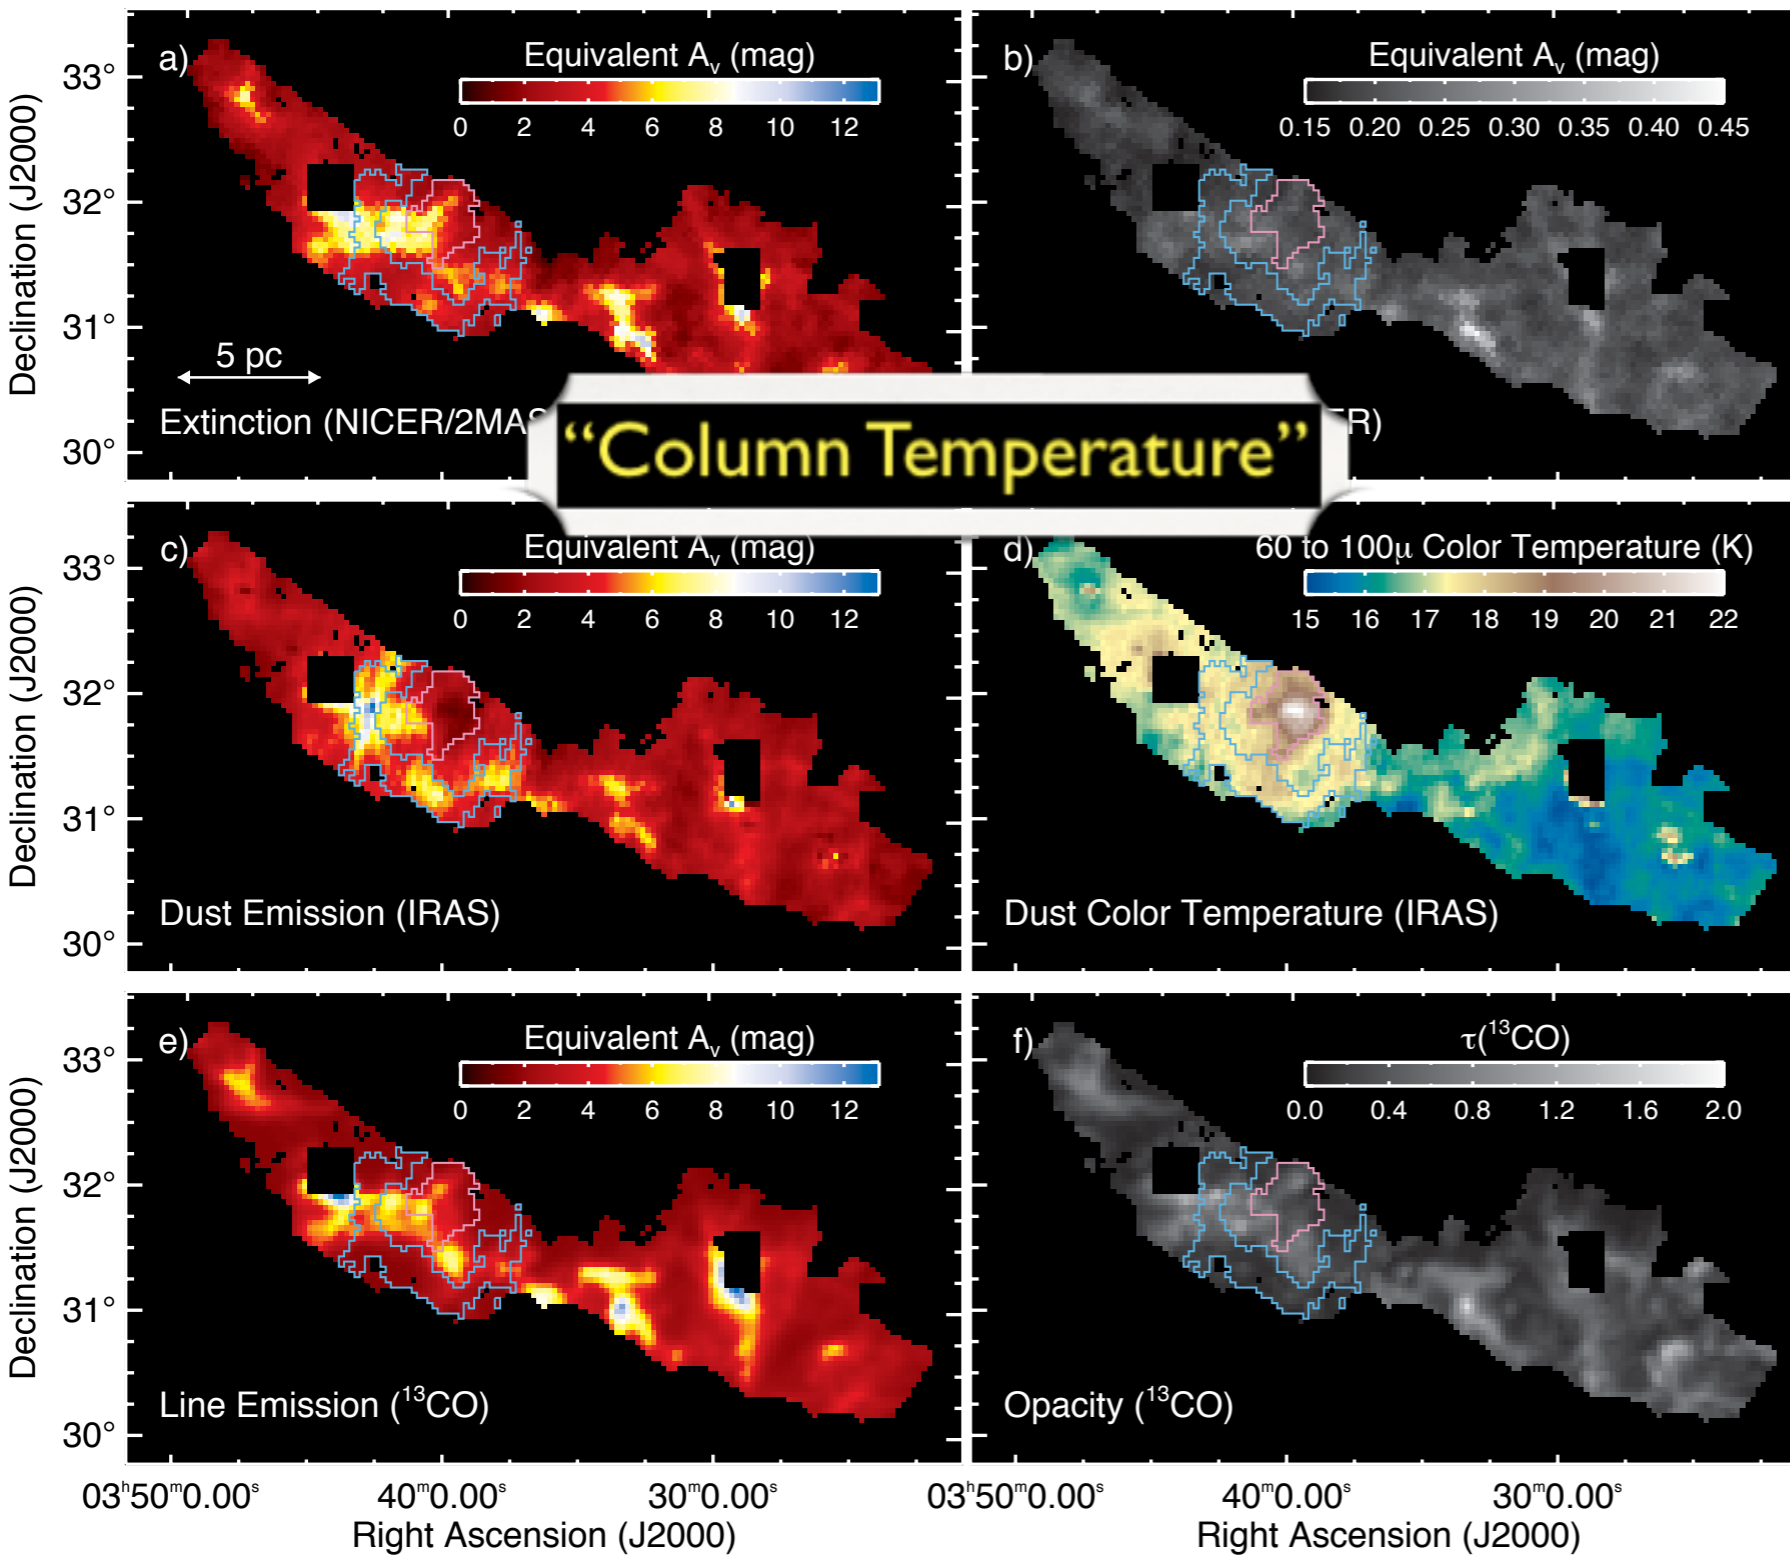 a)
Equivalent Av (mag)
0 2 4 6 8 10 12
33°
32°
31°
30°
Declination (J2000)
5 pc
Extinction (NICER/2MAS
b)
Equivalent Av (mag)
0.15 0.20 0.25 0.30 0.35 0.40 0.45
ER)
“Column Temperature”
c)
Equivalent Av (mag)
0 2 4 6 8 10 12
33°
32°
31°
30°
Declination (J2000)
Dust Emission (IRAS)
d)
60 to 100μ Color Temperature (K)
15 16 17 18 19 20 21 22
Dust Color Temperature (IRAS)
e)
Equivalent Av (mag)
0 2 4 6 8 10 12
33°
32°
31°
30°
Declination (J2000)
Line Emission (¹³CO)
f)
τ(¹³CO)
0.0 0.4 0.8 1.2 1.6 2.0
Opacity (¹³CO)
03ʰ50ᵐ0.00ˢ 40ᵐ0.00ˢ 30ᵐ0.00ˢ
Right Ascension (J2000)
03ʰ50ᵐ0.00ˢ 40ᵐ0.00ˢ 30ᵐ0.00ˢ
Right Ascension (J2000)